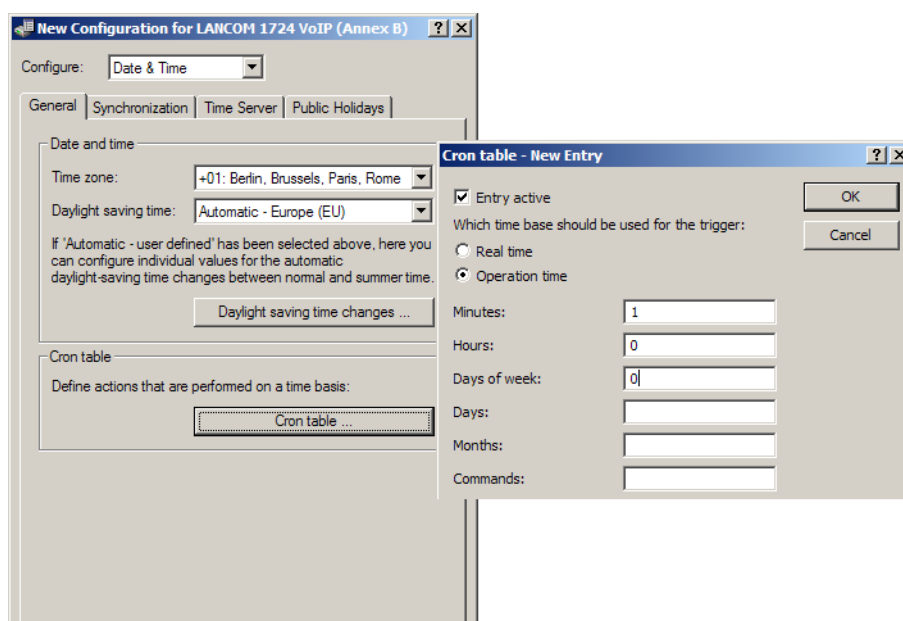 New Configuration for LANCOM 1724 VoIP (Annex B)
Configure: Date & Time
General Synchronization Time Server Public Holidays
Date and time
Time zone: +01: Berlin, Brussels, Paris, Rome
Daylight saving time: Automatic - Europe (EU)
If 'Automatic - user defined' has been selected above, here you
can configure individual values for the automatic
daylight-saving time changes between normal and summer time.
Daylight saving time changes ...
Cron table
Define actions that are performed on a time basis:
Cron table ...
Cron table - New Entry
Entry active
OK
Which time base should be used for the trigger:
Cancel
Real time
Operation time
Minutes: 1
Hours: 0
Days of week: 0
Days:
Months:
Commands: